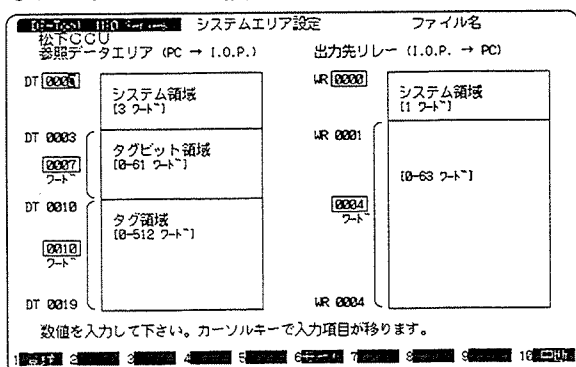 システムエリア設定 ファイル名
松下CCU
参照データエリア (PC → I.O.P.) 出力先リレー (I.O.P. → PC)
DT 0000 システム領域 [3 ワード] WR 0000 システム領域 [1 ワード]
DT 0003 タグビット領域 [0-61 ワード] WR 0001
0007 ワード [0-63 ワード]
DT 0010 タグ領域 [0-512 ワード] 0004 ワード
0010 ワード
DT 0019 WR 0004
数値を入力して下さい。カーソルキーで入力項目が移ります。
1 2 3 4 5 6 7 8 9 10